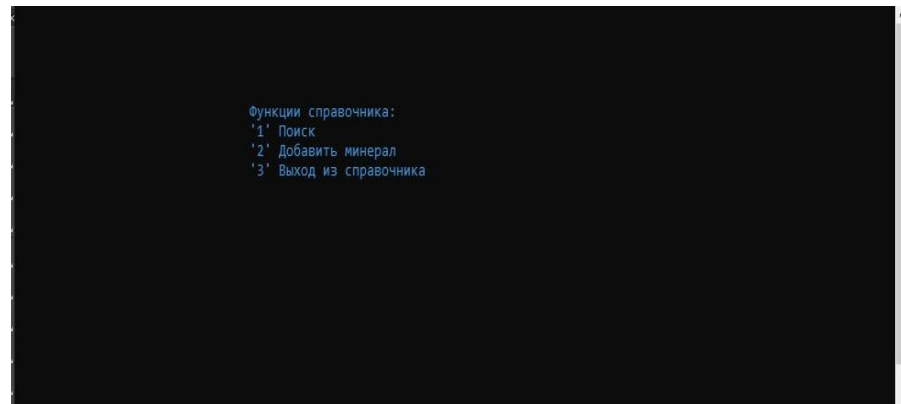 Функции справочника:
'1' Поиск
'2' Добавить минерал
'3' Выход из справочника